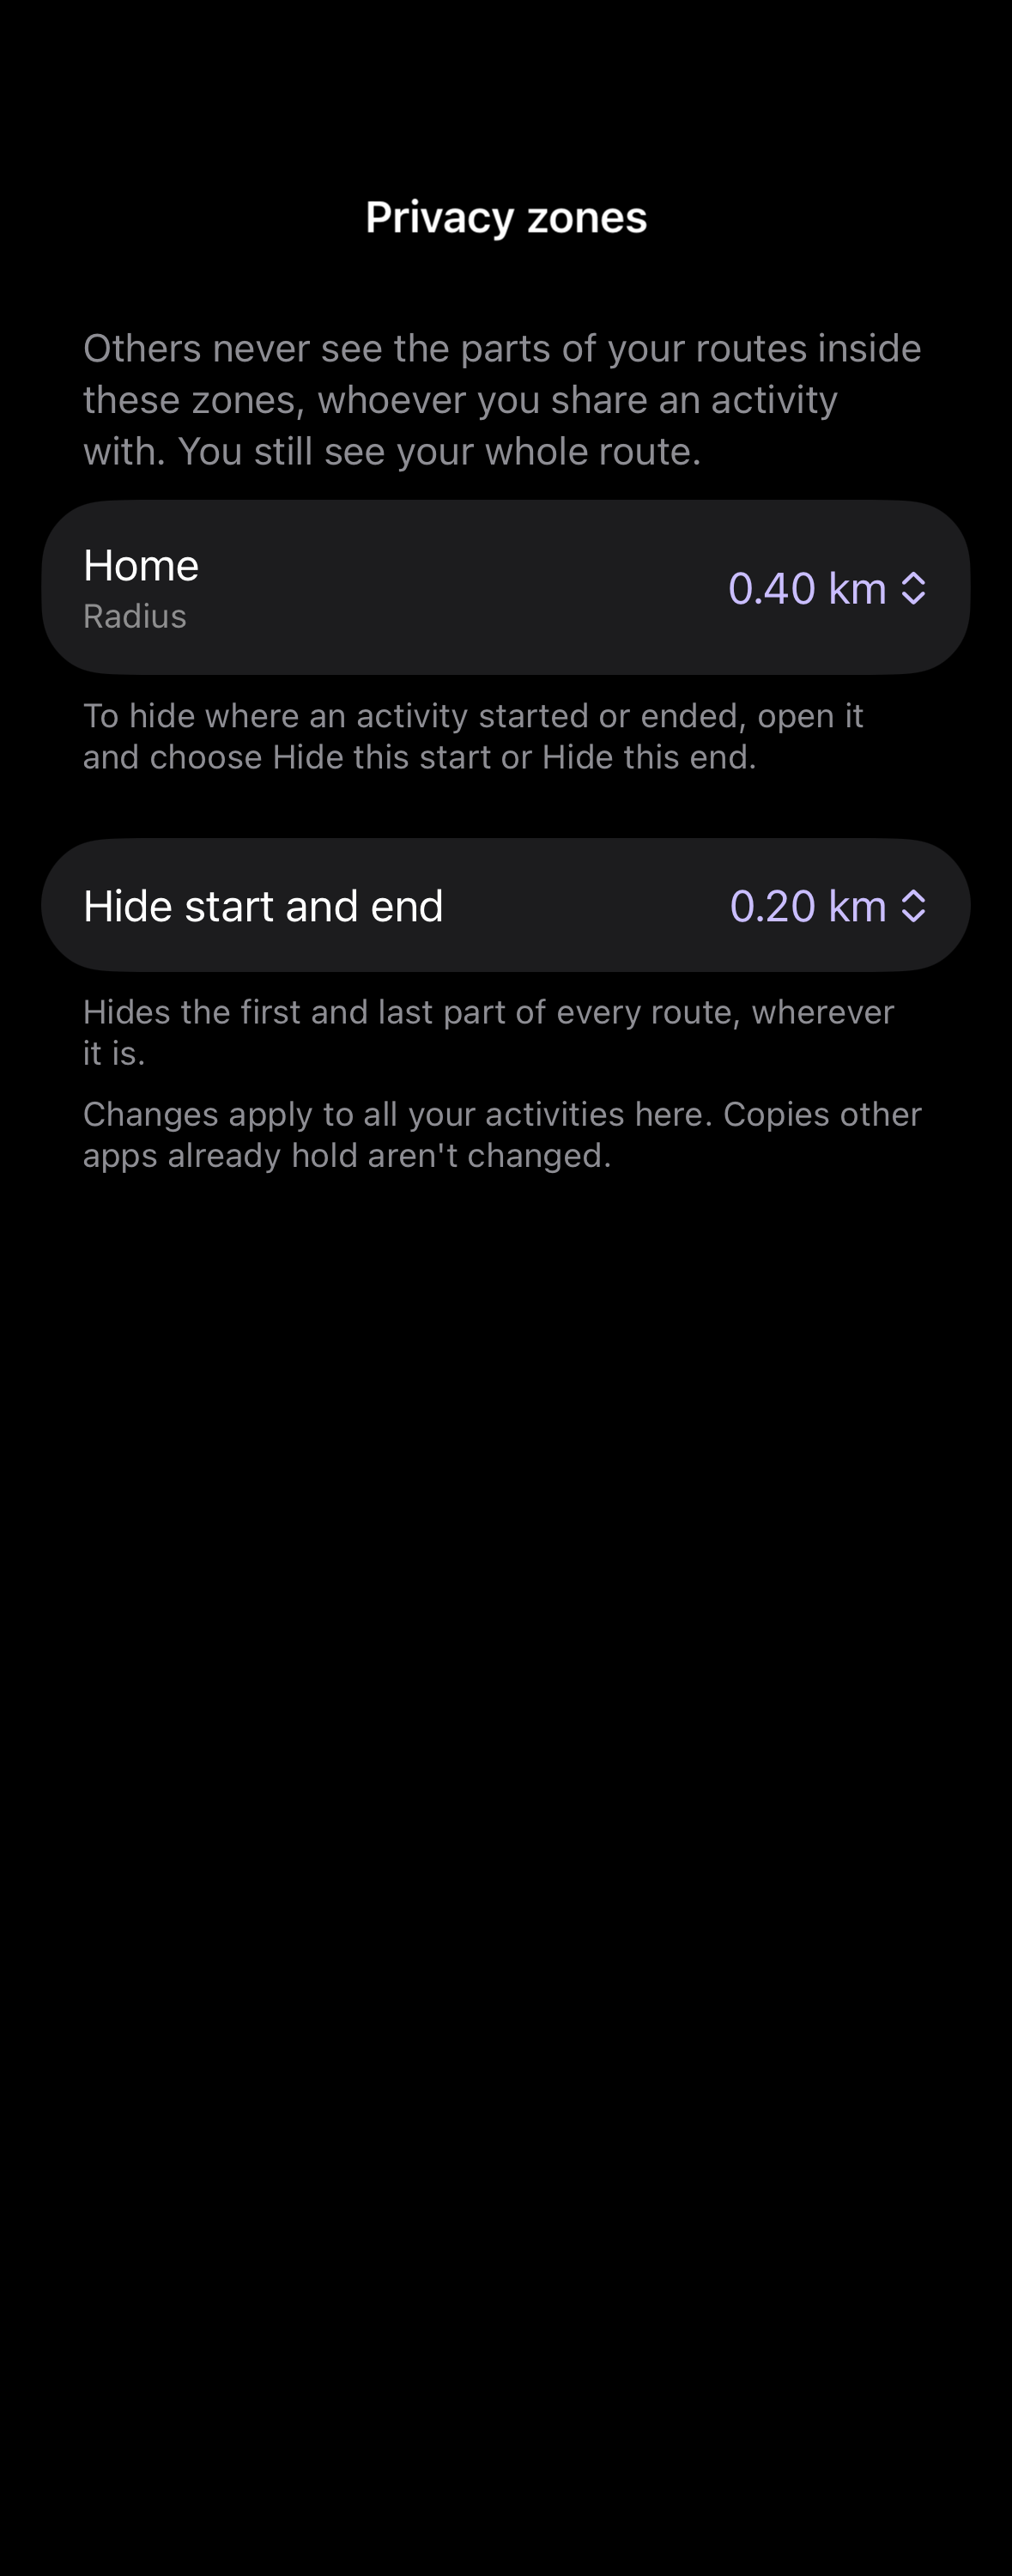 Privacy zones
Others never see the parts of your routes inside
these zones, whoever you share an activity
with. You still see your whole route.
Home
Radius
0.40 km
To hide where an activity started or ended, open it
and choose Hide this start or Hide this end.
Hide start and end
0.20 km
Hides the first and last part of every route, wherever
it is.
Changes apply to all your activities here. Copies other
apps already hold aren't changed.